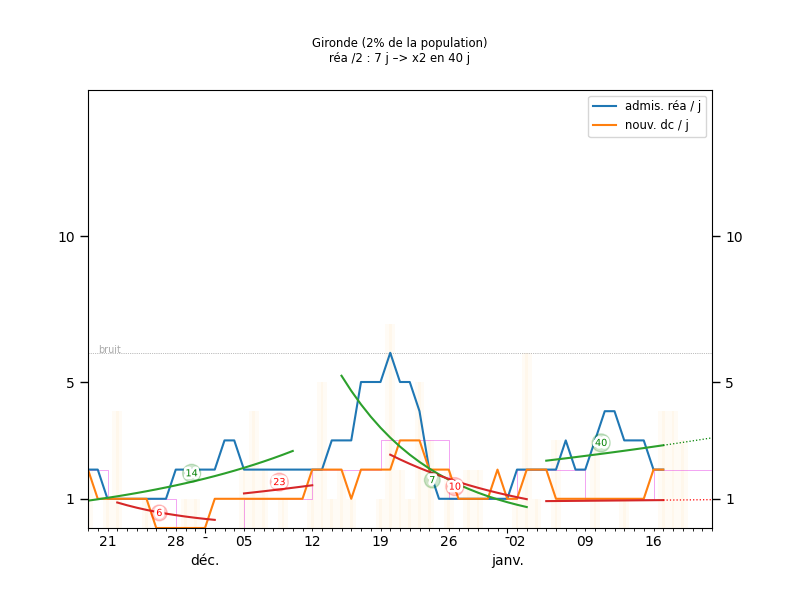 Gironde (2% de la population)
réa /2 : 7 j –> x2 en 40 j
admis. réa / j
nouv. dc / j
10 10
bruit
5 5
40
14
7
23
10
6
1 1
21 28 - 05 12 19 26 -02 09 16
déc. janv.